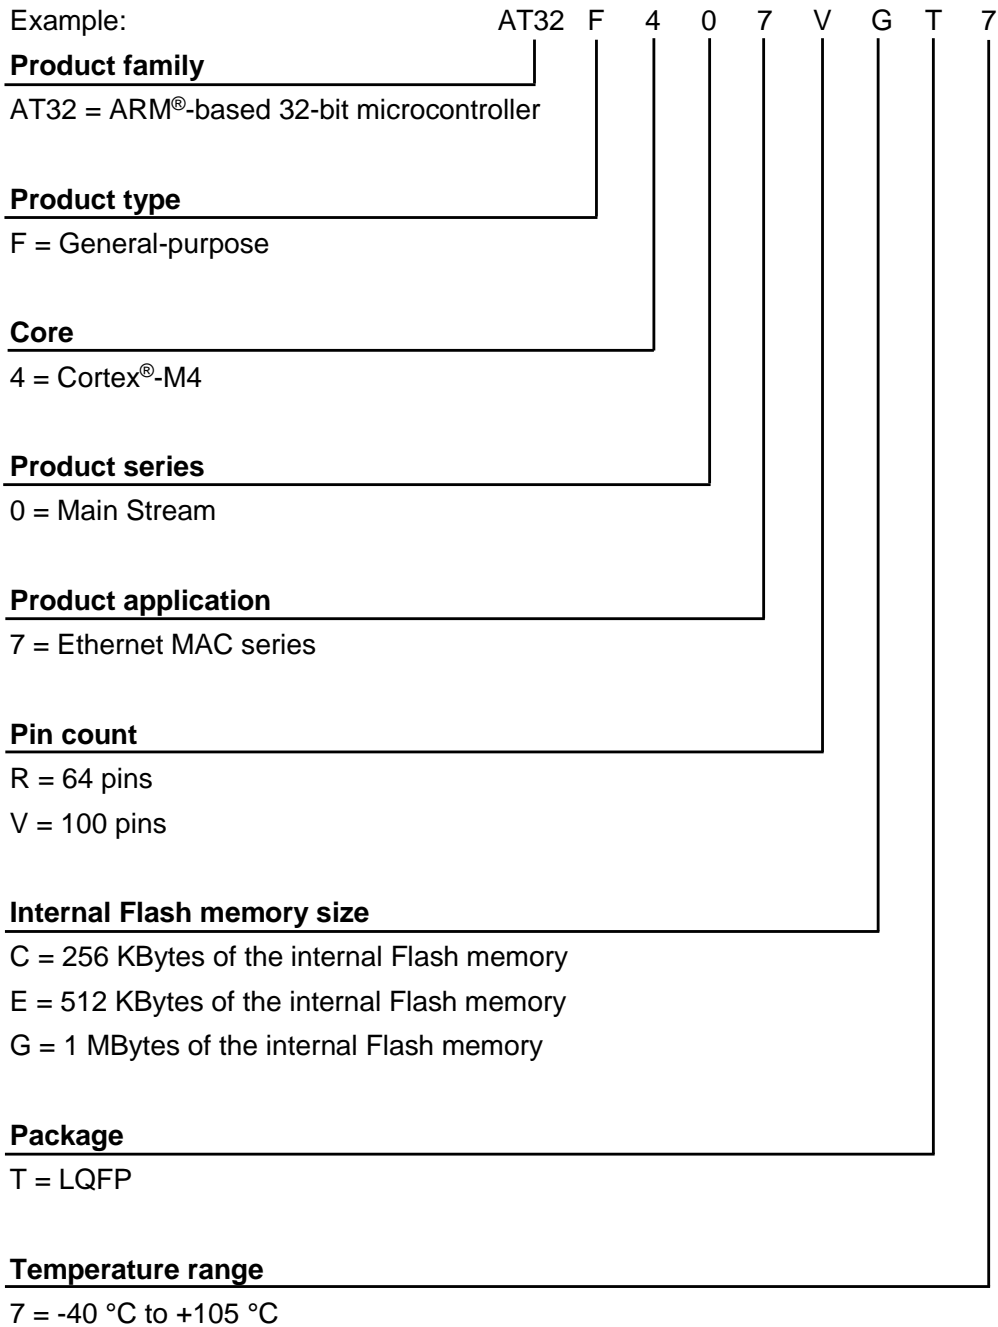 Example: AT32 F 4 0 7 V G T 7
Product family
AT32 = ARM®-based 32-bit microcontroller
Product type
F = General-purpose
Core
4 = Cortex®-M4
Product series
0 = Main Stream
Product application
7 = Ethernet MAC series
Pin count
R = 64 pins
V = 100 pins
Internal Flash memory size
C = 256 KBytes of the internal Flash memory
E = 512 KBytes of the internal Flash memory
G = 1 MBytes of the internal Flash memory
Package
T = LQFP
Temperature range
7 = -40 °C to +105 °C